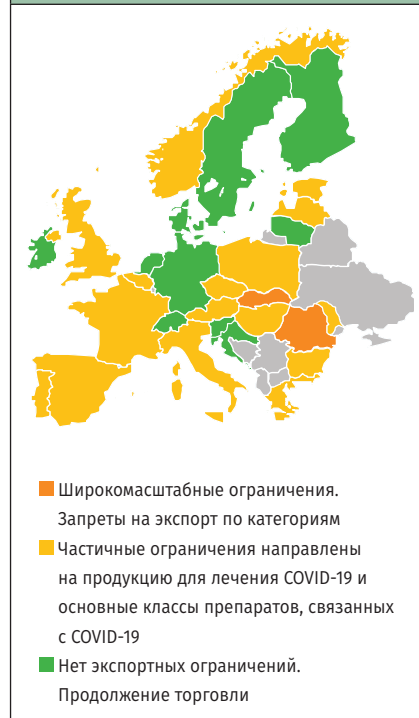 Широкомасштабные ограничения.
Запреты на экспорт по категориям
Частичные ограничения направлены
на продукцию для лечения COVID-19 и
основные классы препаратов, связанных
с COVID-19
Нет экспортных ограничений.
Продолжение торговли